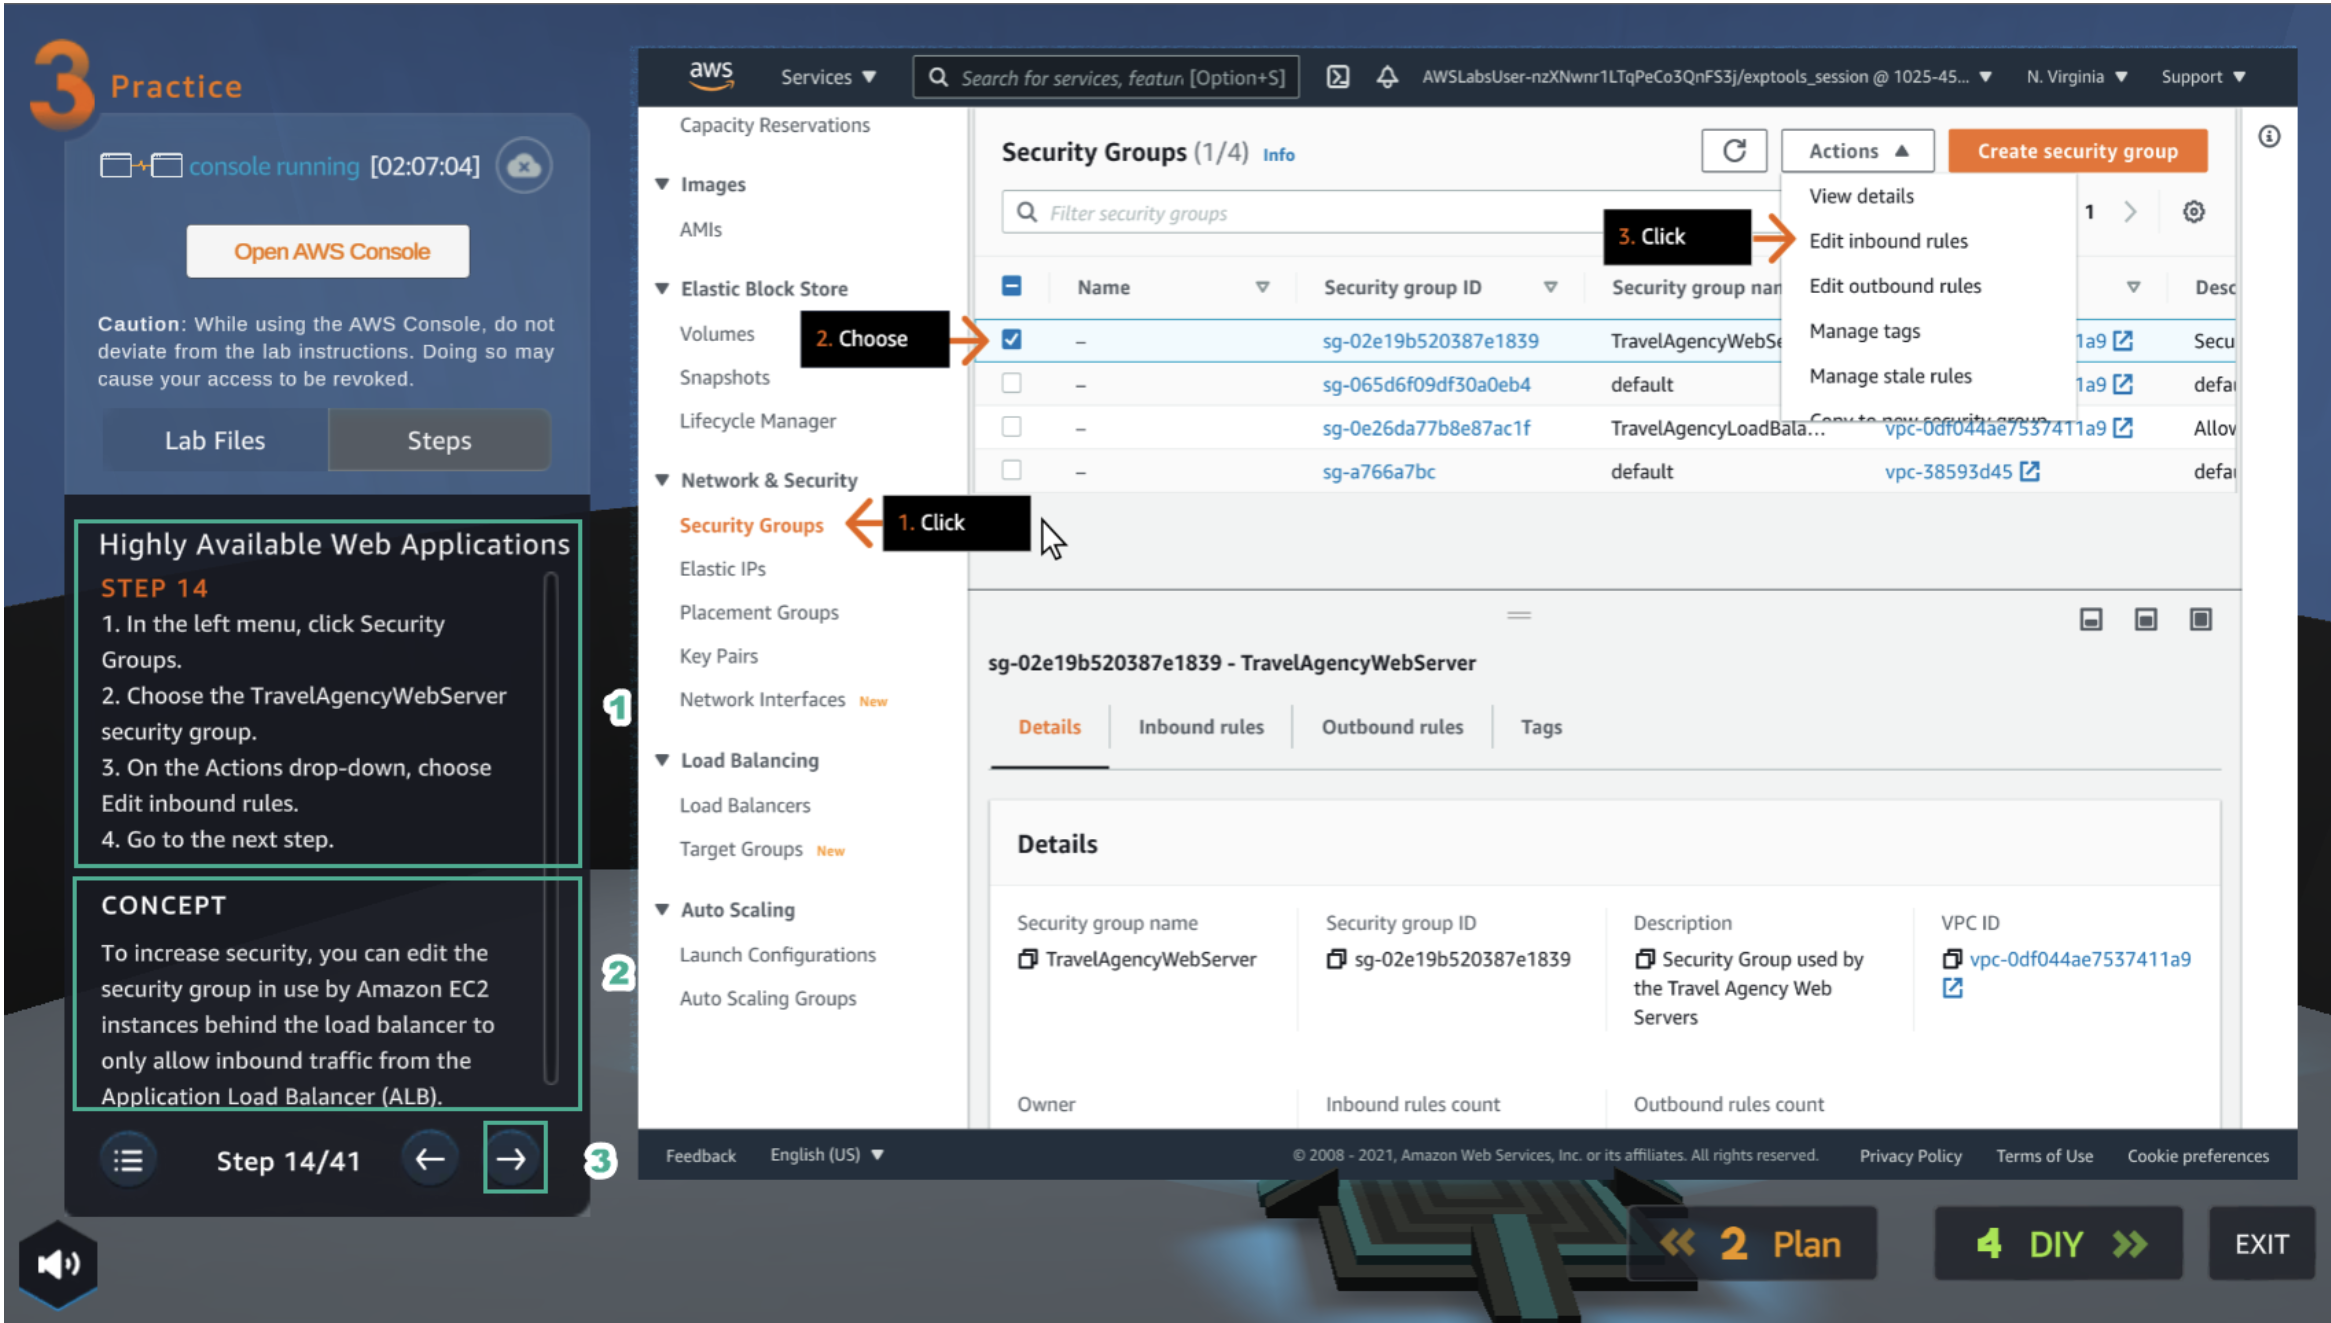 3 Practice
console running [02:07:04]
Open AWS Console
Caution: While using the AWS Console, do not
deviate from the lab instructions. Doing so may
cause your access to be revoked.
Lab Files
Steps
Highly Available Web Applications
STEP 14
1. In the left menu, click Security
Groups.
2. Choose the TravelAgencyWebServer
security group.
3. On the Actions drop-down, choose
Edit inbound rules.
4. Go to the next step.
1
CONCEPT
To increase security, you can edit the
security group in use by Amazon EC2
instances behind the load balancer to
only allow inbound traffic from the
Application Load Balancer (ALB).
2
Step 14/41
3
aws
Services
Search for services, featur [Option+S]
AWSLabsUser-nzXNwnr1LTqPeCo3QnFS3j/exptools_session @ 1025-45...
N. Virginia
Support
Capacity Reservations
Images
AMIs
Elastic Block Store
Volumes
Snapshots
Lifecycle Manager
Network & Security
Security Groups
Elastic IPs
Placement Groups
Key Pairs
Network Interfaces New
Load Balancing
Load Balancers
Target Groups New
Auto Scaling
Launch Configurations
Auto Scaling Groups
1. Click
2. Choose
3. Click
Security Groups (1/4) Info
Actions
Create security group
Filter security groups
1
View details
Edit inbound rules
Edit outbound rules
Manage tags
Manage stale rules
Copy to new security group
Name Security group ID Security group nar Desc
– sg-02e19b520387e1839 TravelAgencyWebSe 1a9 Secu
– sg-065d6f09df30a0eb4 default 1a9 defau
– sg-0e26da77b8e87ac1f TravelAgencyLoadBala... vpc-0df044ae7537411a9 Allow
– sg-a766a7bc default vpc-38593d45 defau
sg-02e19b520387e1839 - TravelAgencyWebServer
Details
Inbound rules
Outbound rules
Tags
Details
Security group name
TravelAgencyWebServer
Security group ID
sg-02e19b520387e1839
Description
Security Group used by
the Travel Agency Web
Servers
VPC ID
vpc-0df044ae7537411a9
Owner
Inbound rules count
Outbound rules count
Feedback
English (US)
© 2008 - 2021, Amazon Web Services, Inc. or its affiliates. All rights reserved.
Privacy Policy
Terms of Use
Cookie preferences
2 Plan
4 DIY
EXIT